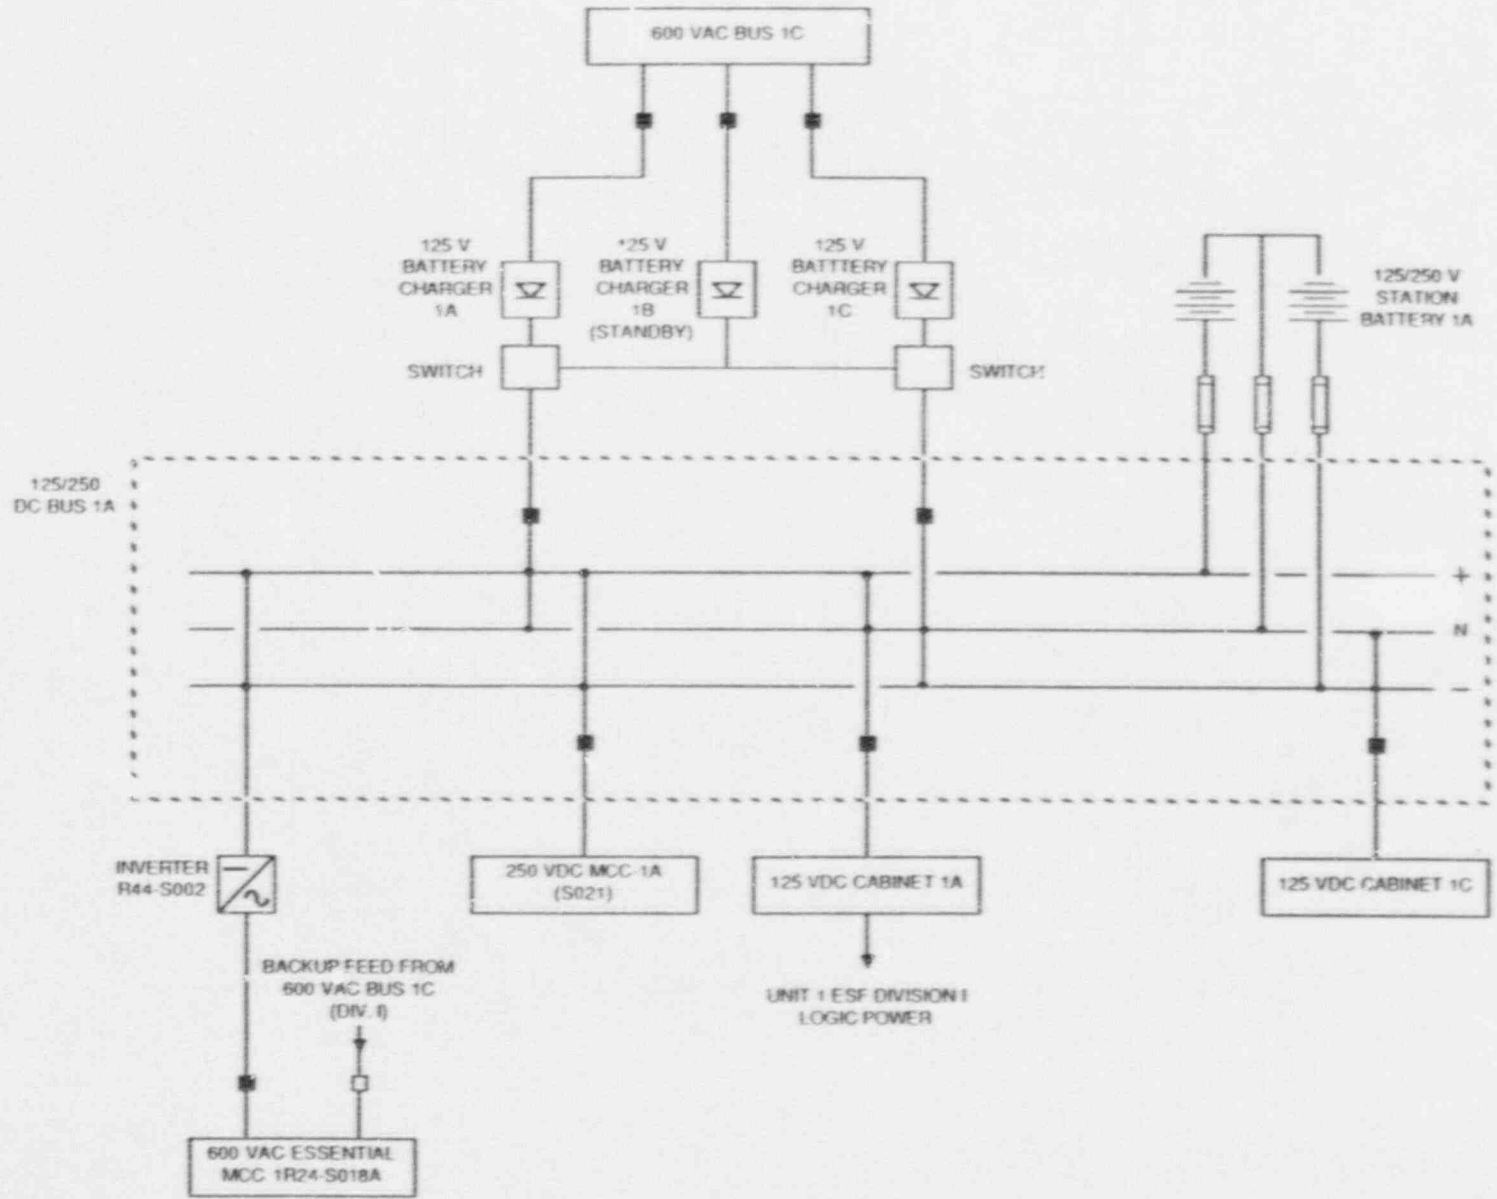 600 VAC BUS 1C
125 V
BATTERY
CHARGER
1A
*25 V
BATTERY
CHARGER
1B
(STANDBY)
125 V
BATTTERY
CHARGER
1C
125/250 V
STATION
BATTERY 1A
SWITCH
SWITCH
125/250
DC BUS 1A
+
N
–
INVERTER
R44-S002
250 VDC MCC-1A
(S021)
125 VDC CABINET 1A
125 VDC CABINET 1C
BACKUP FEED FROM
600 VAC BUS 1C
(DIV. I)
UNIT 1 ESF DIVISION I
LOGIC POWER
600 VAC ESSENTIAL
MCC 1R24-S018A